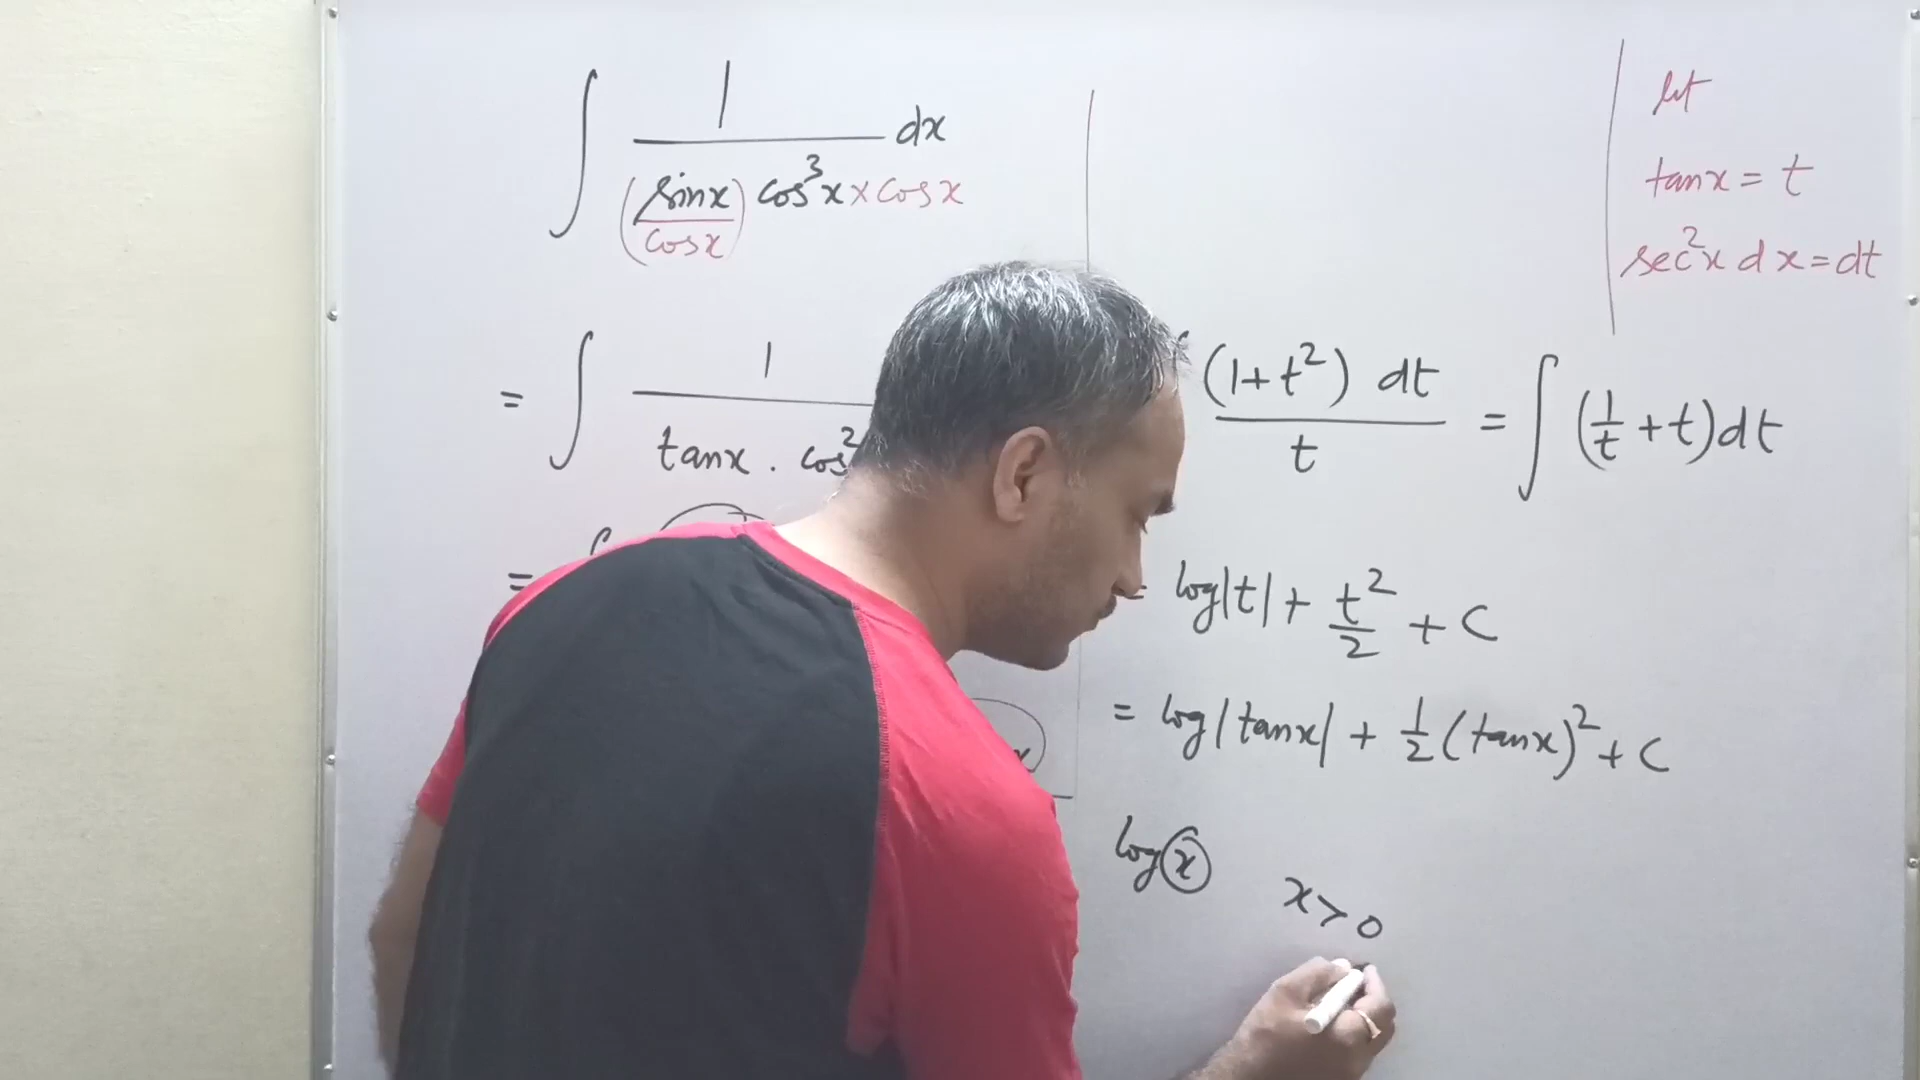 ∫ 1 / ((sinx/cosx) cos³x × cosx) dx
= ∫ 1 / (tanx . cos²
=
let
tanx = t
sec²x dx = dt
(1+t²) dt / t = ∫ (1/t + t) dt
= log|t| + t²/2 + C
= log|tanx| + 1/2 (tanx)² + C
log x x > 0